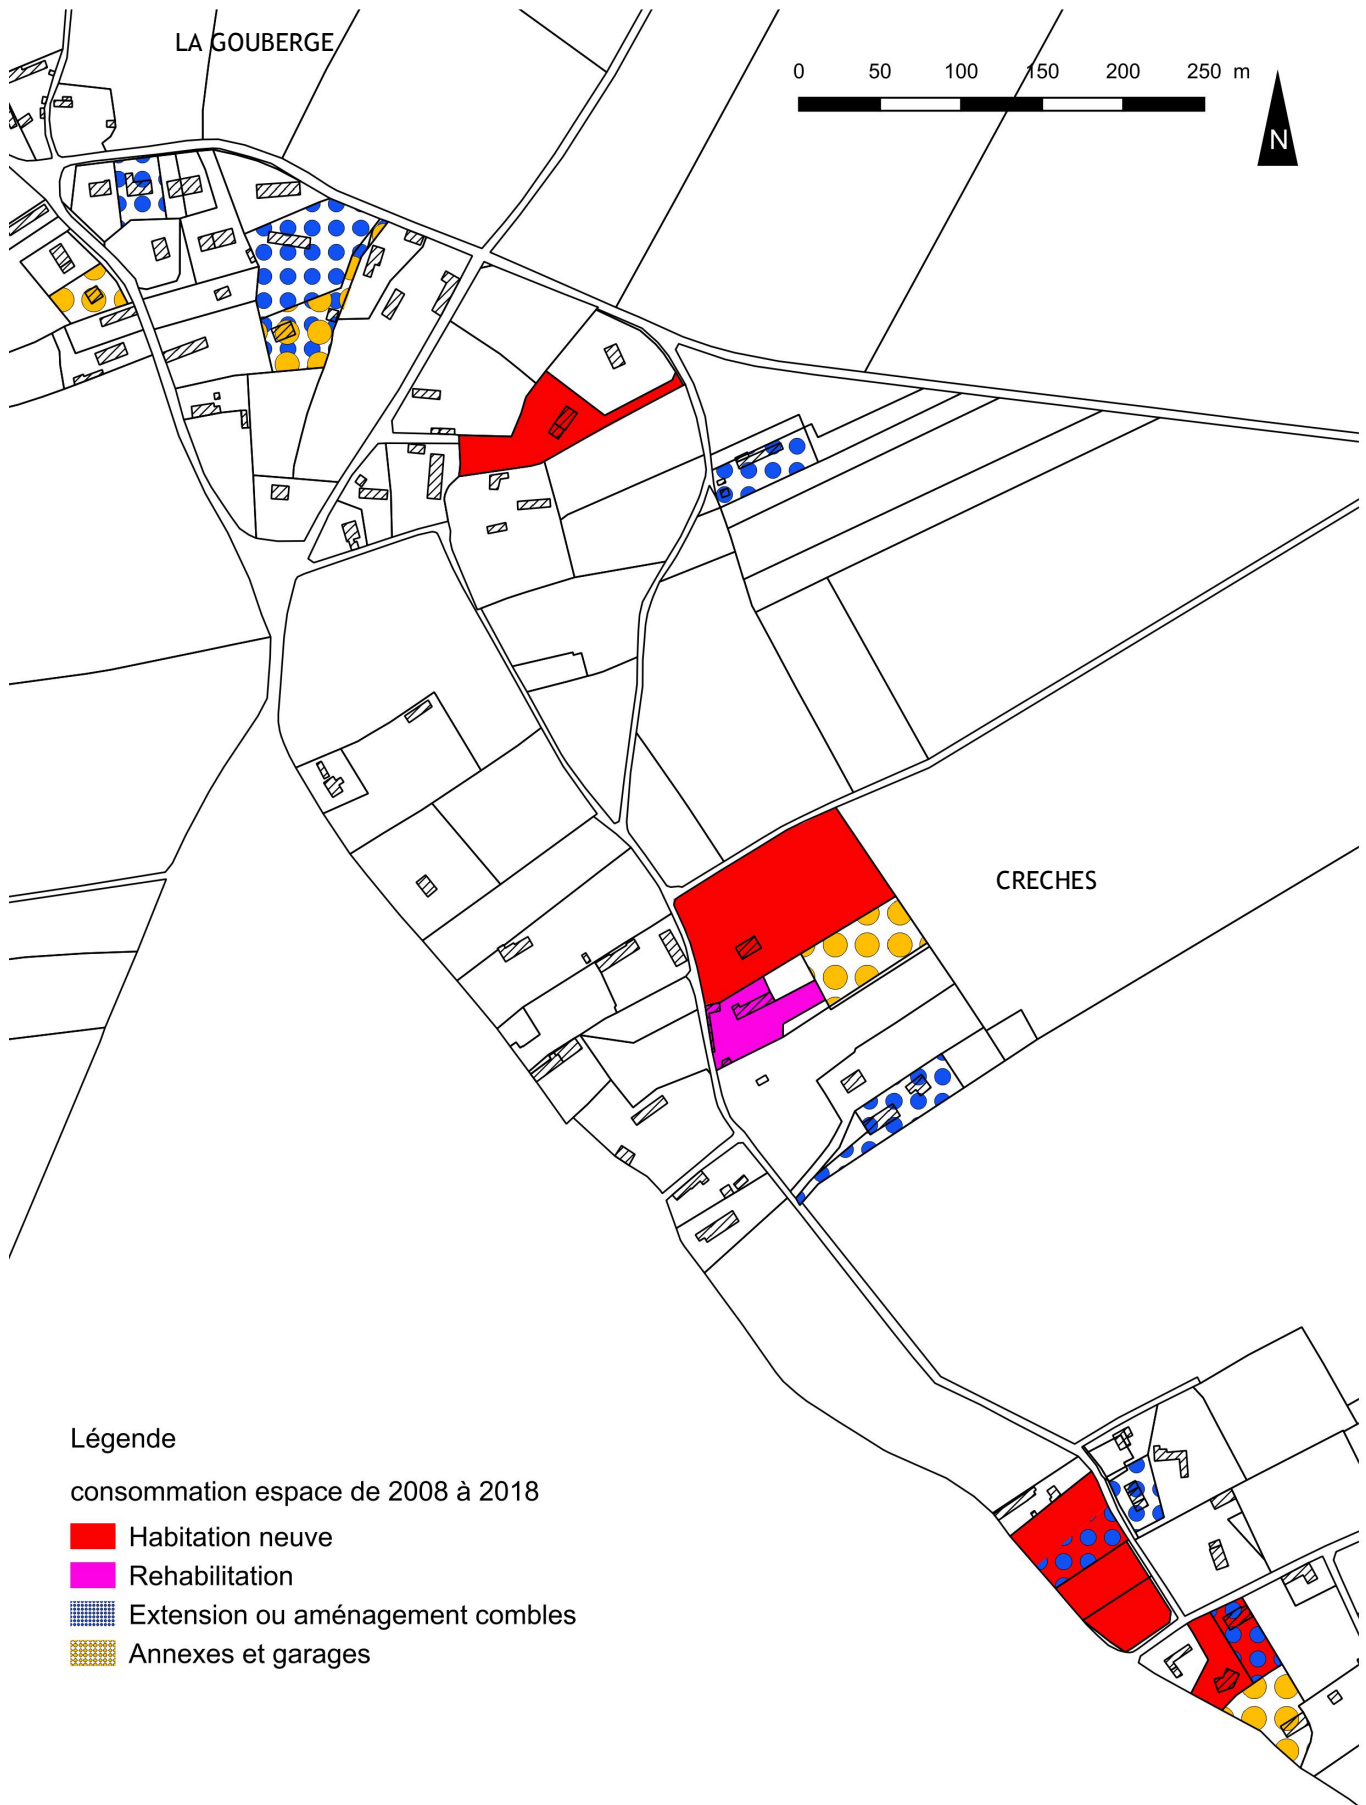 LA GOUBERGE
0 50 100 150 200 250 m
N
CRECHES
Légende
consommation espace de 2008 à 2018
Habitation neuve
Rehabilitation
Extension ou aménagement combles
Annexes et garages